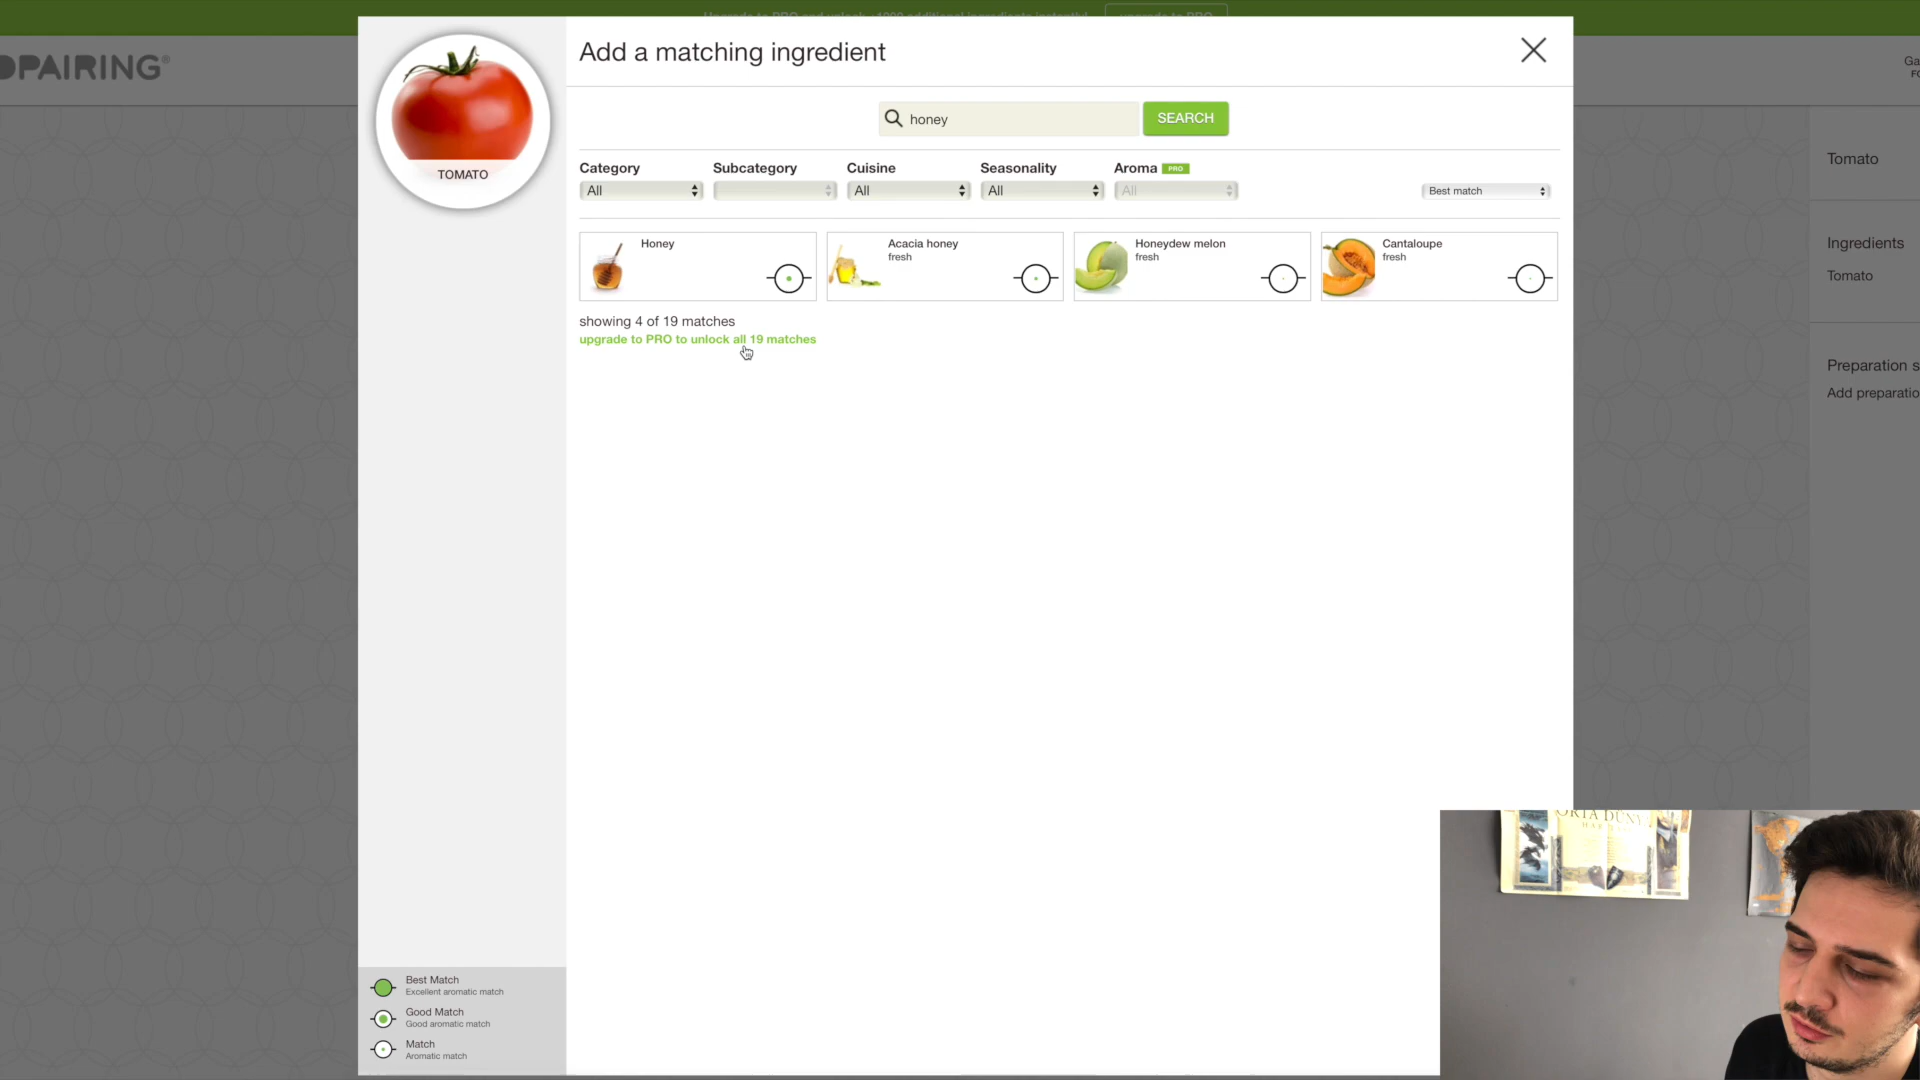 PAIRING®
Add a matching ingredient
TOMATO
honey
SEARCH
Category
Subcategory
Cuisine
Seasonality
Aroma PRO
All
All
All
All
Best match
Honey
Acacia honey
fresh
Honeydew melon
fresh
Cantaloupe
fresh
showing 4 of 19 matches
upgrade to PRO to unlock all 19 matches
Tomato
Ingredients
Tomato
Preparation s
Add preparatio
Best Match
Excellent aromatic match
Good Match
Good aromatic match
Match
Aromatic match